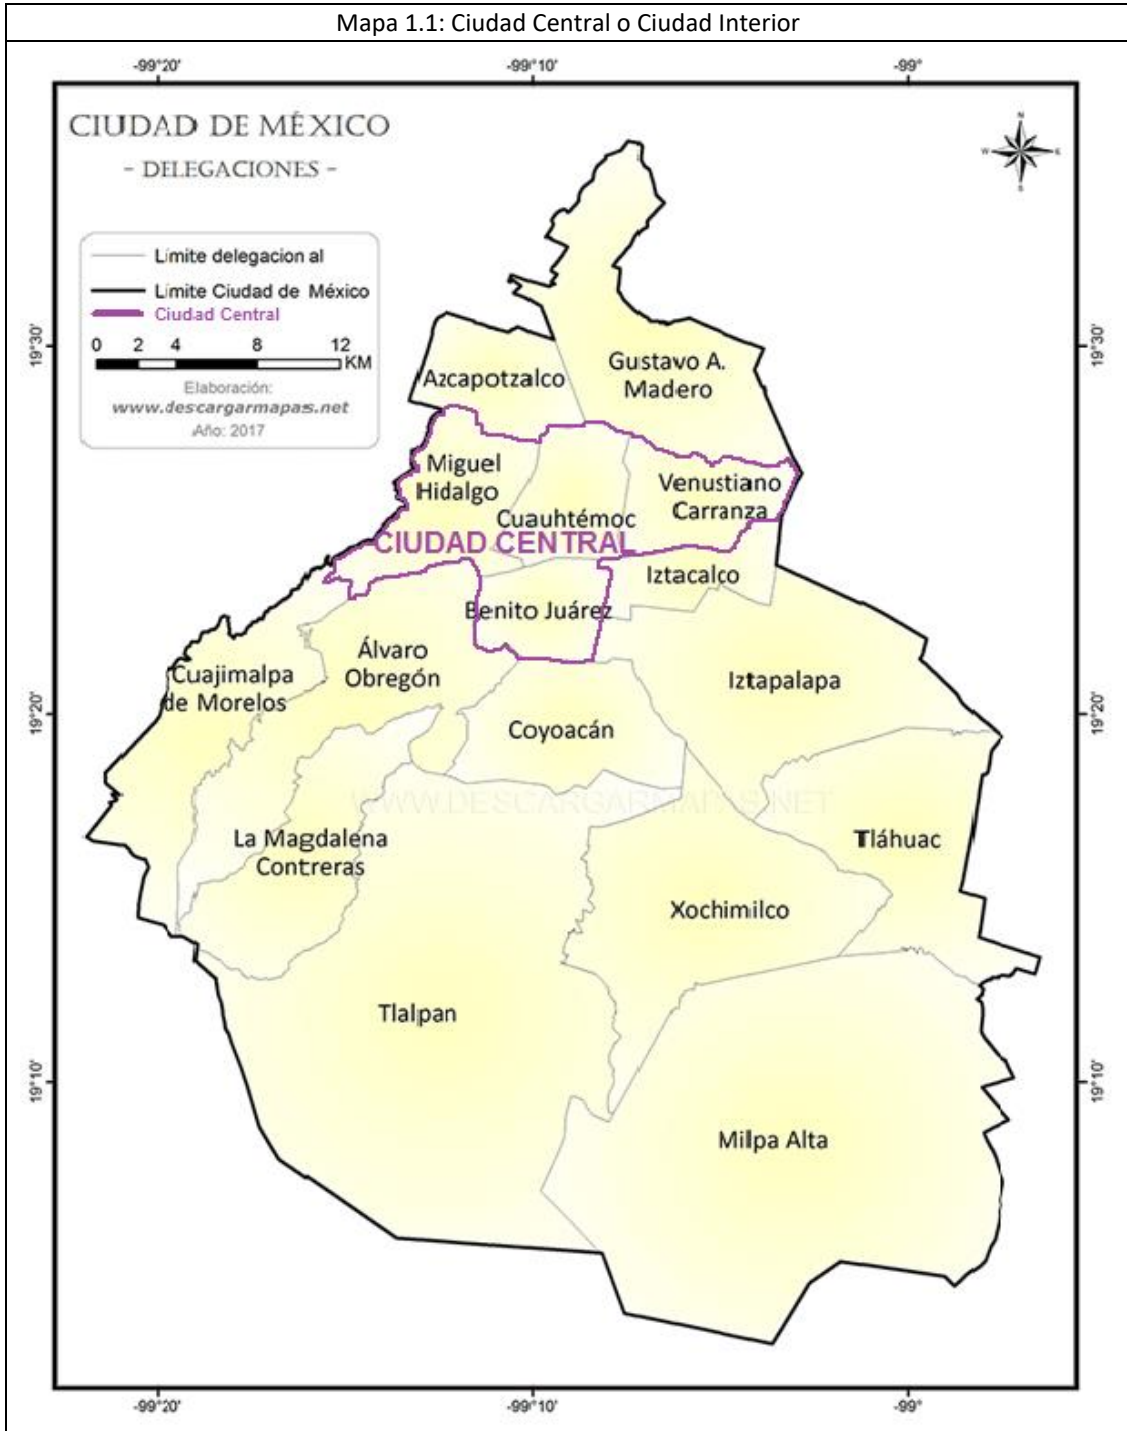 Mapa 1.1: Ciudad Central o Ciudad Interior
-99°20'
-99°10'
-99°
CIUDAD DE MÉXICO
- DELEGACIONES -
N
W
E
S
Límite delegacion al
Límite Ciudad de México
Ciudad Central
0 2 4 8 12
KM
Elaboración:
www.descargarmapas.net
Año: 2017
19°30'
19°30'
Gustavo A.
Madero
Azcapotzalco
Miguel
Hidalgo
Venustiano
Carranza
Cuauhtémoc
CIUDAD CENTRAL
Iztacalco
Benito Juárez
Álvaro
Obregón
Cuajimalpa
de Morelos
Iztapalapa
19°20'
19°20'
Coyoacán
WWW.DESCARGARMAPAS.NET
La Magdalena
Contreras
Tláhuac
Xochimilco
Tlalpan
19°10'
19°10'
Milpa Alta
-99°20'
-99°10'
-99°